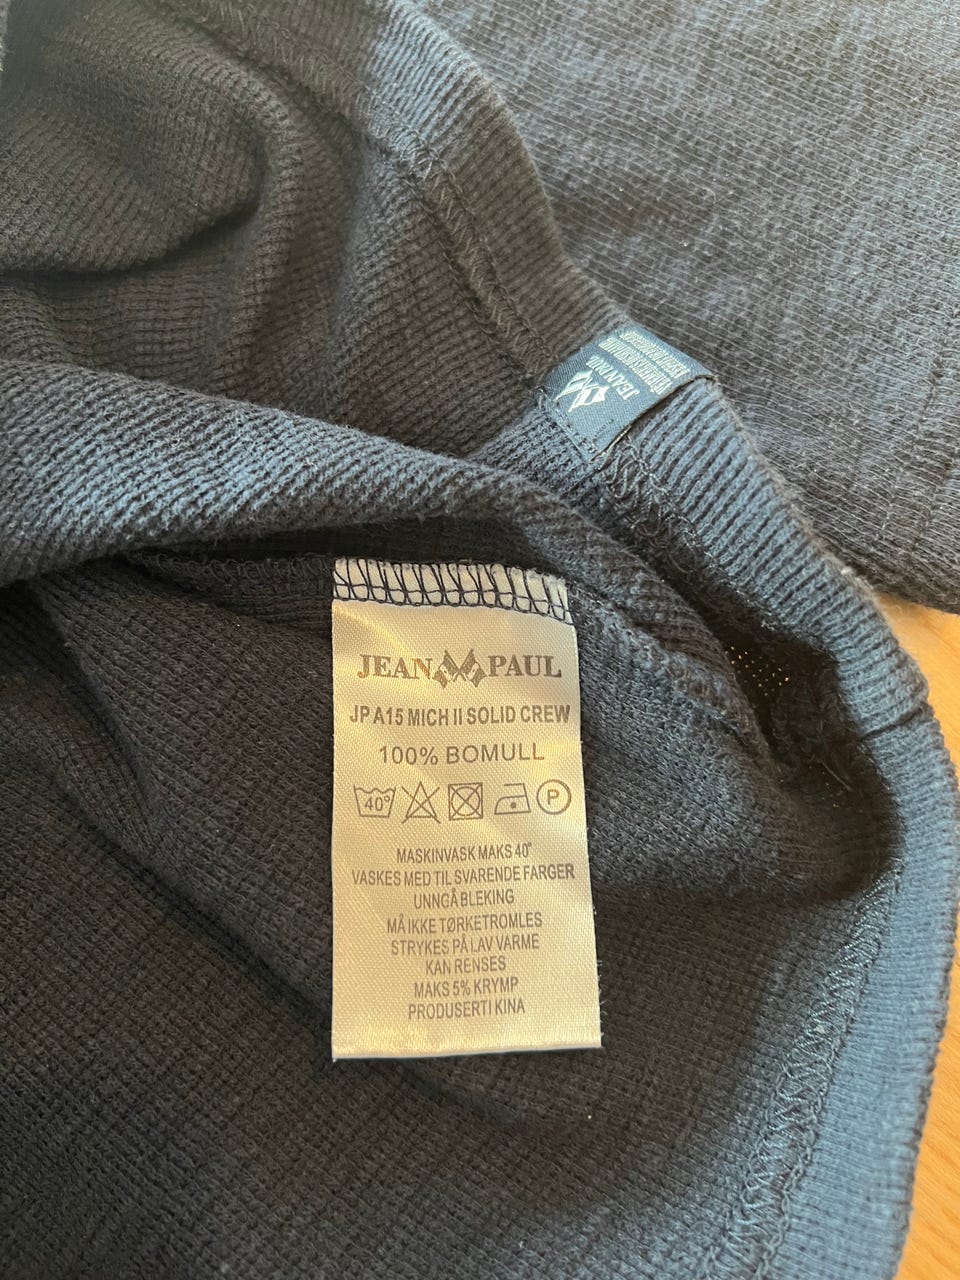 JEAN PAUL
JP A15 MICH II SOLID CREW
100% BOMULL
40° P
MASKINVASK MAKS 40°
VASKES MED TIL SVARENDE FARGER
UNNGÅ BLEKING
MÅ IKKE TØRKETROMLES
STRYKES PÅ LAV VARME
KAN RENSES
MAKS 5% KRYMP
PRODUSERT I KINA